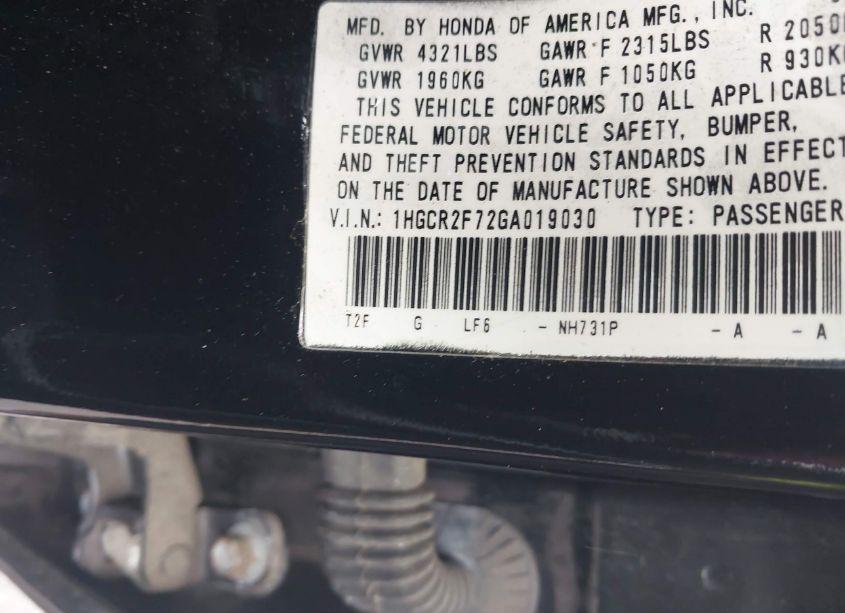 MFD. BY HONDA OF AMERICA MFG., INC.
GVWR 4321LBS GAWR F 2315LBS R 2050
GVWR 1960KG GAWR F 1050KG R 930KG
THIS VEHICLE CONFORMS TO ALL APPLICABLE
FEDERAL MOTOR VEHICLE SAFETY, BUMPER,
AND THEFT PREVENTION STANDARDS IN EFFECT
ON THE DATE OF MANUFACTURE SHOWN ABOVE.
V.I.N.: 1HGCR2F72GA019030 TYPE: PASSENGER
T2F G LF6 - NH731P - A - A